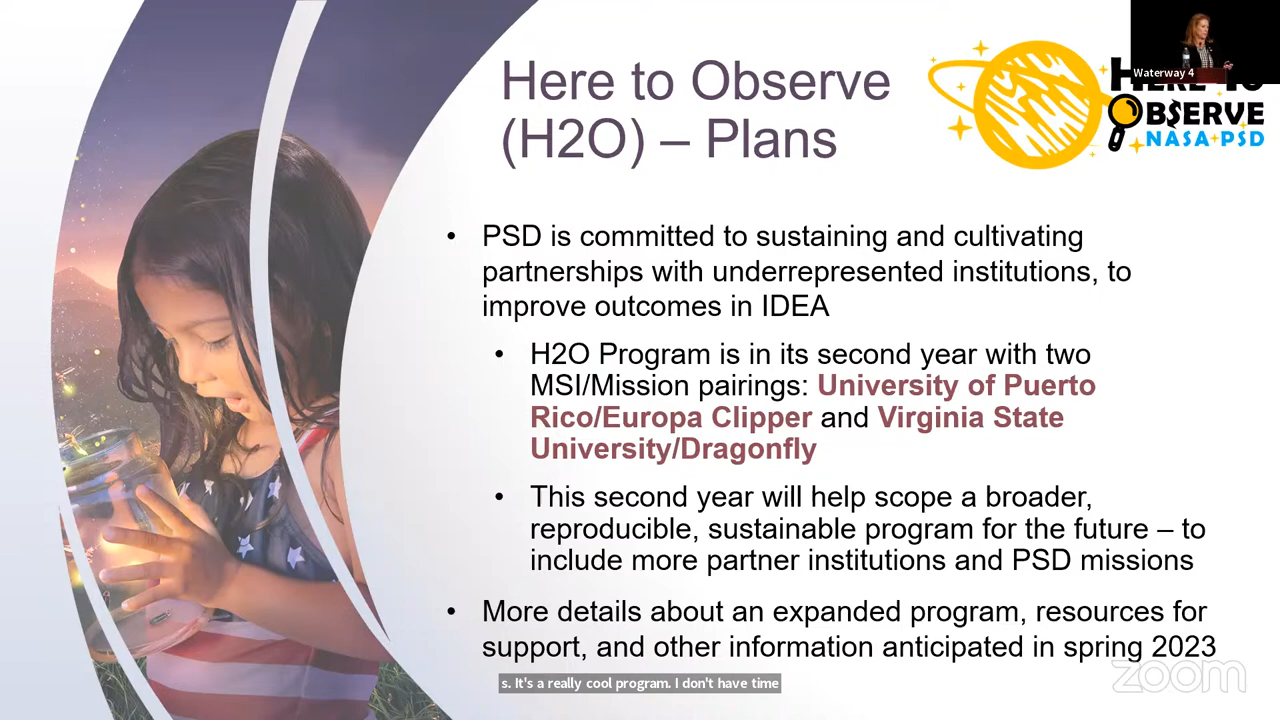 Here to Observe
(H2O) – Plans
Waterway 4
OBSERVE
NASA PSD
• PSD is committed to sustaining and cultivating
partnerships with underrepresented institutions, to
improve outcomes in IDEA
• H2O Program is in its second year with two
MSI/Mission pairings: University of Puerto
Rico/Europa Clipper and Virginia State
University/Dragonfly
• This second year will help scope a broader,
reproducible, sustainable program for the future – to
include more partner institutions and PSD missions
• More details about an expanded program, resources for
support, and other information anticipated in spring 2023
s. It's a really cool program. I don't have time
zoom